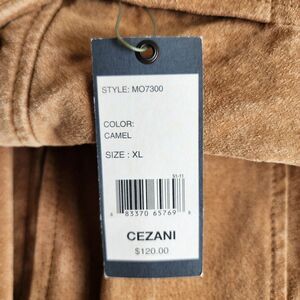 STYLE: MO7300
COLOR:
CAMEL
SIZE : XL
8 83370 65769 8
CEZANI
$120.00